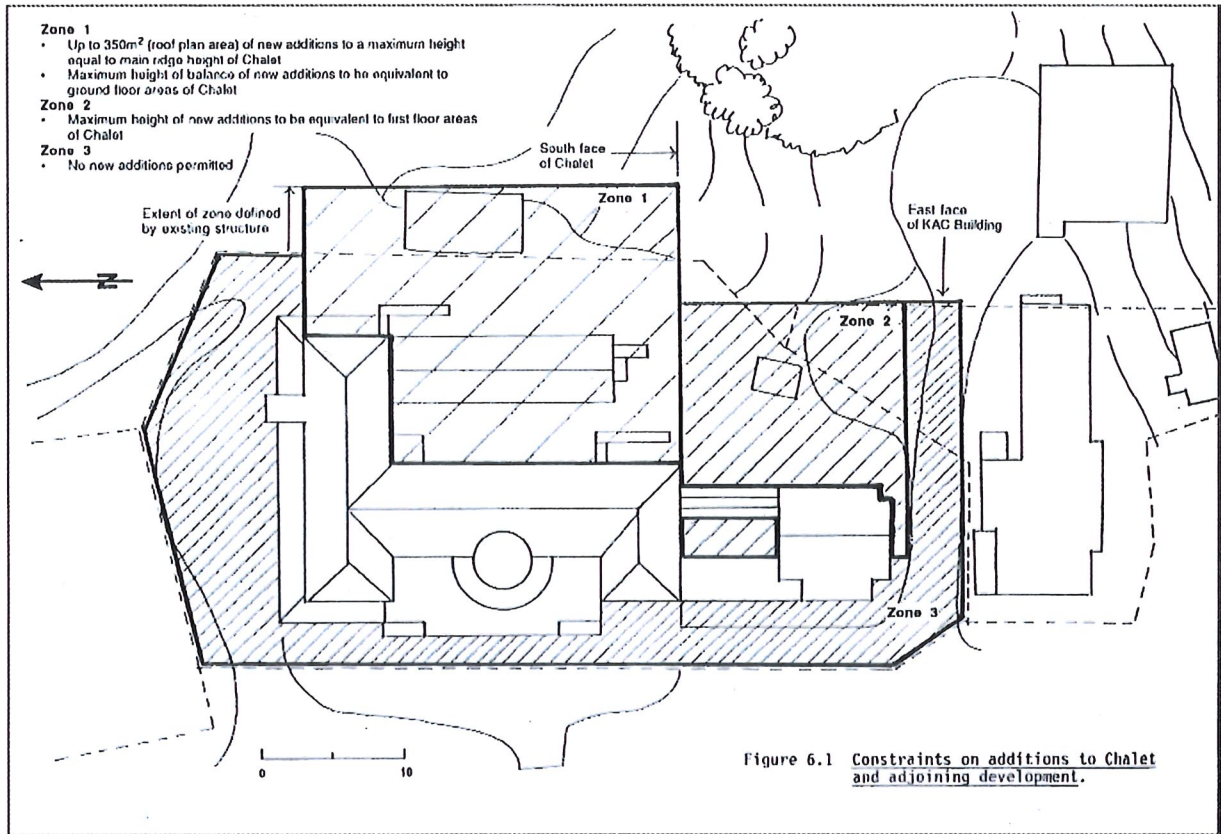 Zone 1
• Up to 350m² (roof plan area) of new additions to a maximum height
equal to main ridge height of Chalet
• Maximum height of balance of new additions to be equivalent to
ground floor areas of Chalet
Zone 2
• Maximum height of new additions to be equivalent to first floor areas
of Chalet
Zone 3
• No new additions permitted
South face
of Chalet
Zone 1
Extent of zone defined
by existing structure
East face
of KAC Building
N
Zone 2
Zone 3
0 10
Figure 6.1 Constraints on additions to Chalet
and adjoining development.